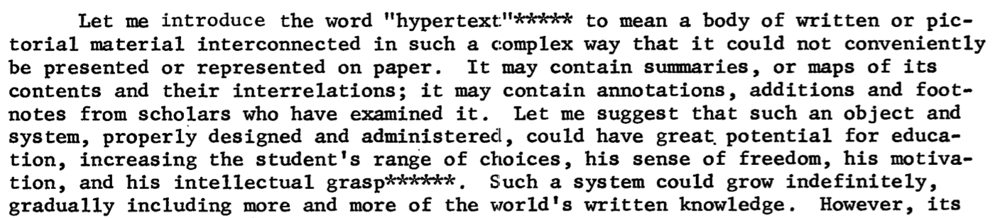 Let me introduce the word "hypertext"***** to mean a body of written or pic-
torial material interconnected in such a complex way that it could not conveniently
be presented or represented on paper. It may contain summaries, or maps of its
contents and their interrelations; it may contain annotations, additions and foot-
notes from scholars who have examined it. Let me suggest that such an object and
system, properly designed and administered, could have great potential for educa-
tion, increasing the student's range of choices, his sense of freedom, his motiva-
tion, and his intellectual grasp******. Such a system could grow indefinitely,
gradually including more and more of the world's written knowledge. However, its